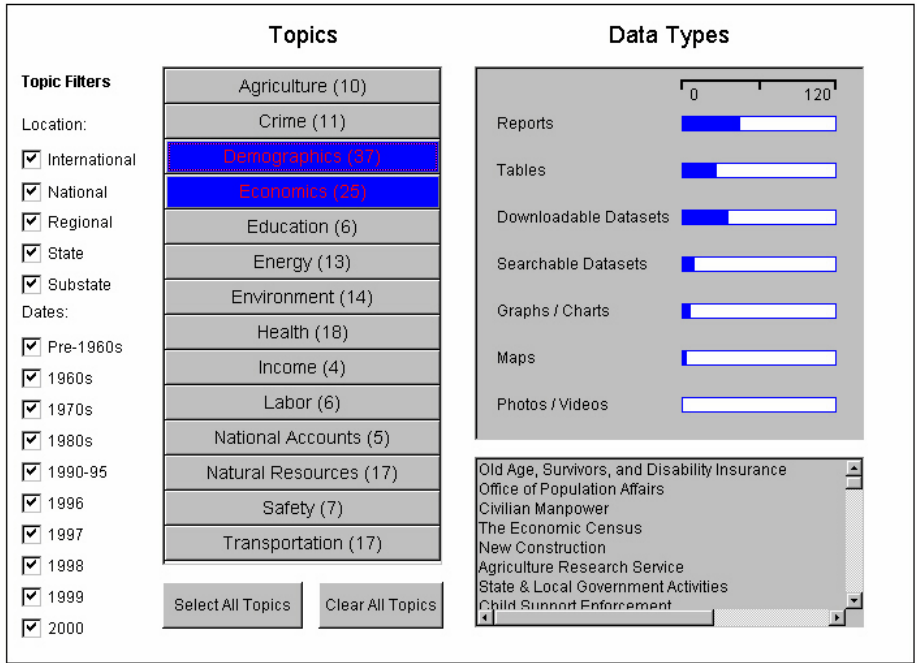 Topics
Data Types
Topic Filters
Location:
International
National
Regional
State
Substate
Dates:
Pre-1960s
1960s
1970s
1980s
1990-95
1996
1997
1998
1999
2000
Agriculture (10)
Crime (11)
Demographics (37)
Economics (25)
Education (6)
Energy (13)
Environment (14)
Health (18)
Income (4)
Labor (6)
National Accounts (5)
Natural Resources (17)
Safety (7)
Transportation (17)
Select All Topics
Clear All Topics
0 120
Reports
Tables
Downloadable Datasets
Searchable Datasets
Graphs / Charts
Maps
Photos / Videos
Old Age, Survivors, and Disability Insurance
Office of Population Affairs
Civilian Manpower
The Economic Census
New Construction
Agriculture Research Service
State & Local Government Activities
Child Support Enforcement